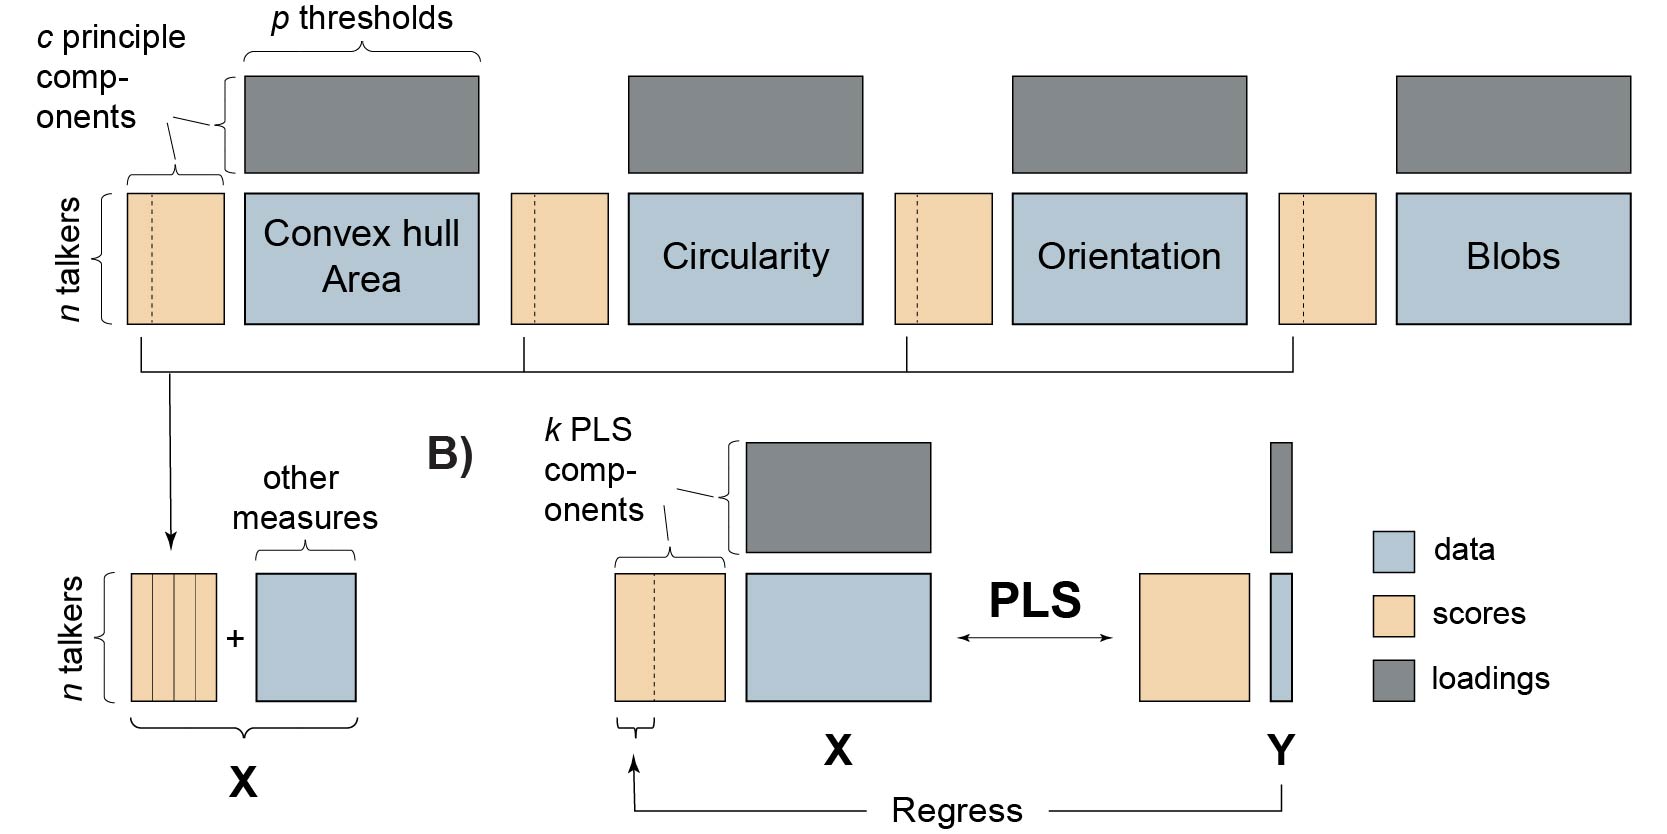 p thresholds
c principle
comp-
onents
n talkers
Convex hull
Area
Circularity
Orientation
Blobs
other
measures
n talkers
+
X
B)
k PLS
comp-
onents
PLS
X
Y
Regress
data
scores
loadings